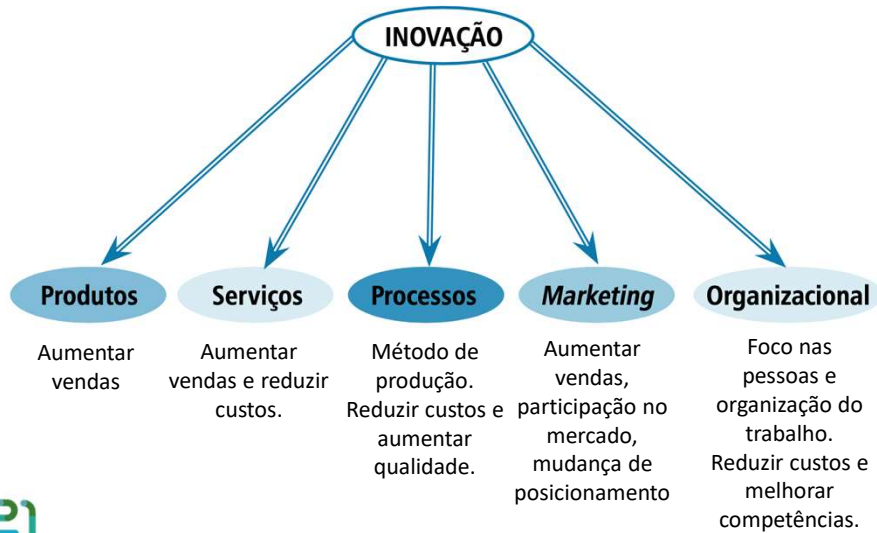 INOVAÇÃO
Produtos
Aumentar
vendas
Serviços
Aumentar
vendas e reduzir
custos.
Processos
Método de
produção.
Reduzir custos e
aumentar
qualidade.
Marketing
Aumentar
vendas,
participação no
mercado,
mudança de
posicionamento
Organizacional
Foco nas
pessoas e
organização do
trabalho.
Reduzir custos e
melhorar
competências.